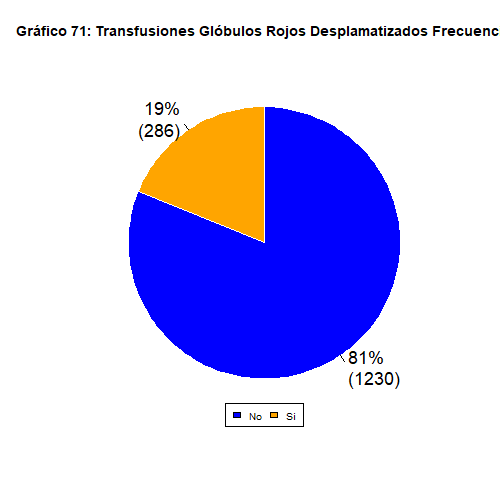 Gráfico 71: Transfusiones Glóbulos Rojos Desplamatizados Frecuenc
19%
(286)
81%
(1230)
No Si